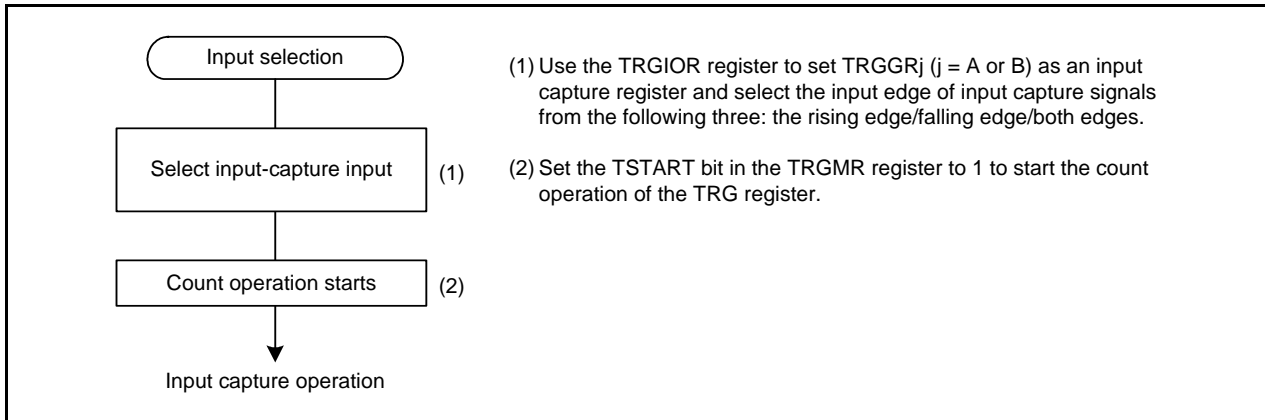 Input selection
Select input-capture input
(1)
Count operation starts
(2)
Input capture operation
(1) Use the TRGIOR register to set TRGGRj (j = A or B) as an input
capture register and select the input edge of input capture signals
from the following three: the rising edge/falling edge/both edges.
(2) Set the TSTART bit in the TRGMR register to 1 to start the count
operation of the TRG register.